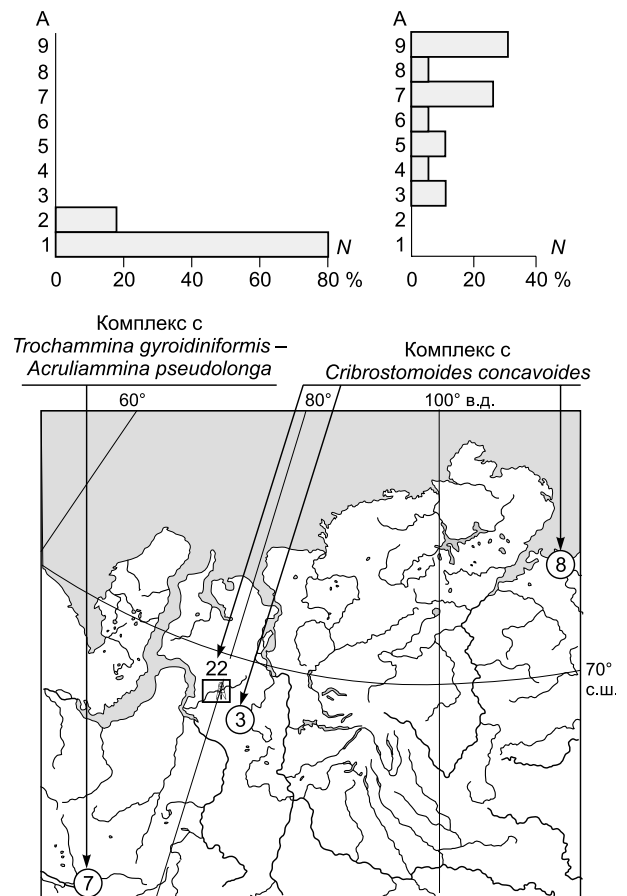 А
9
8
7
6
5
4
3
2
1
N
0 20 40 60 80 %
А
9
8
7
6
5
4
3
2
1
N
0 20 40 %
Комплекс с
Trochammina gyroidiniformis –
Acruliammina pseudolonga
Комплекс с
Cribrostomoides concavoides
60° 80° 100° в.д.
8
70°
с.ш.
22
3
7